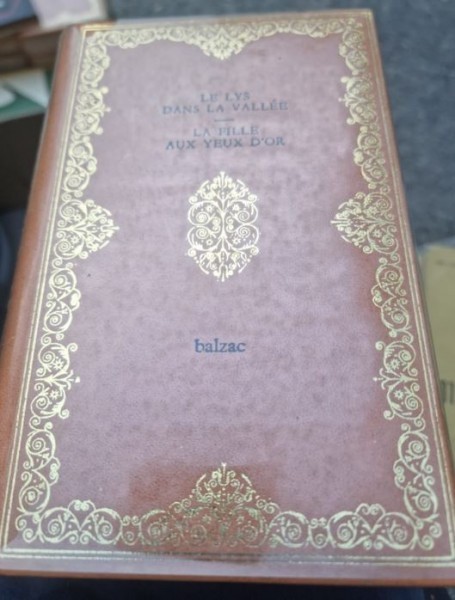 LE LYS
DANS LA VALLÉE
LA FILLE
AUX YEUX D'OR
balzac